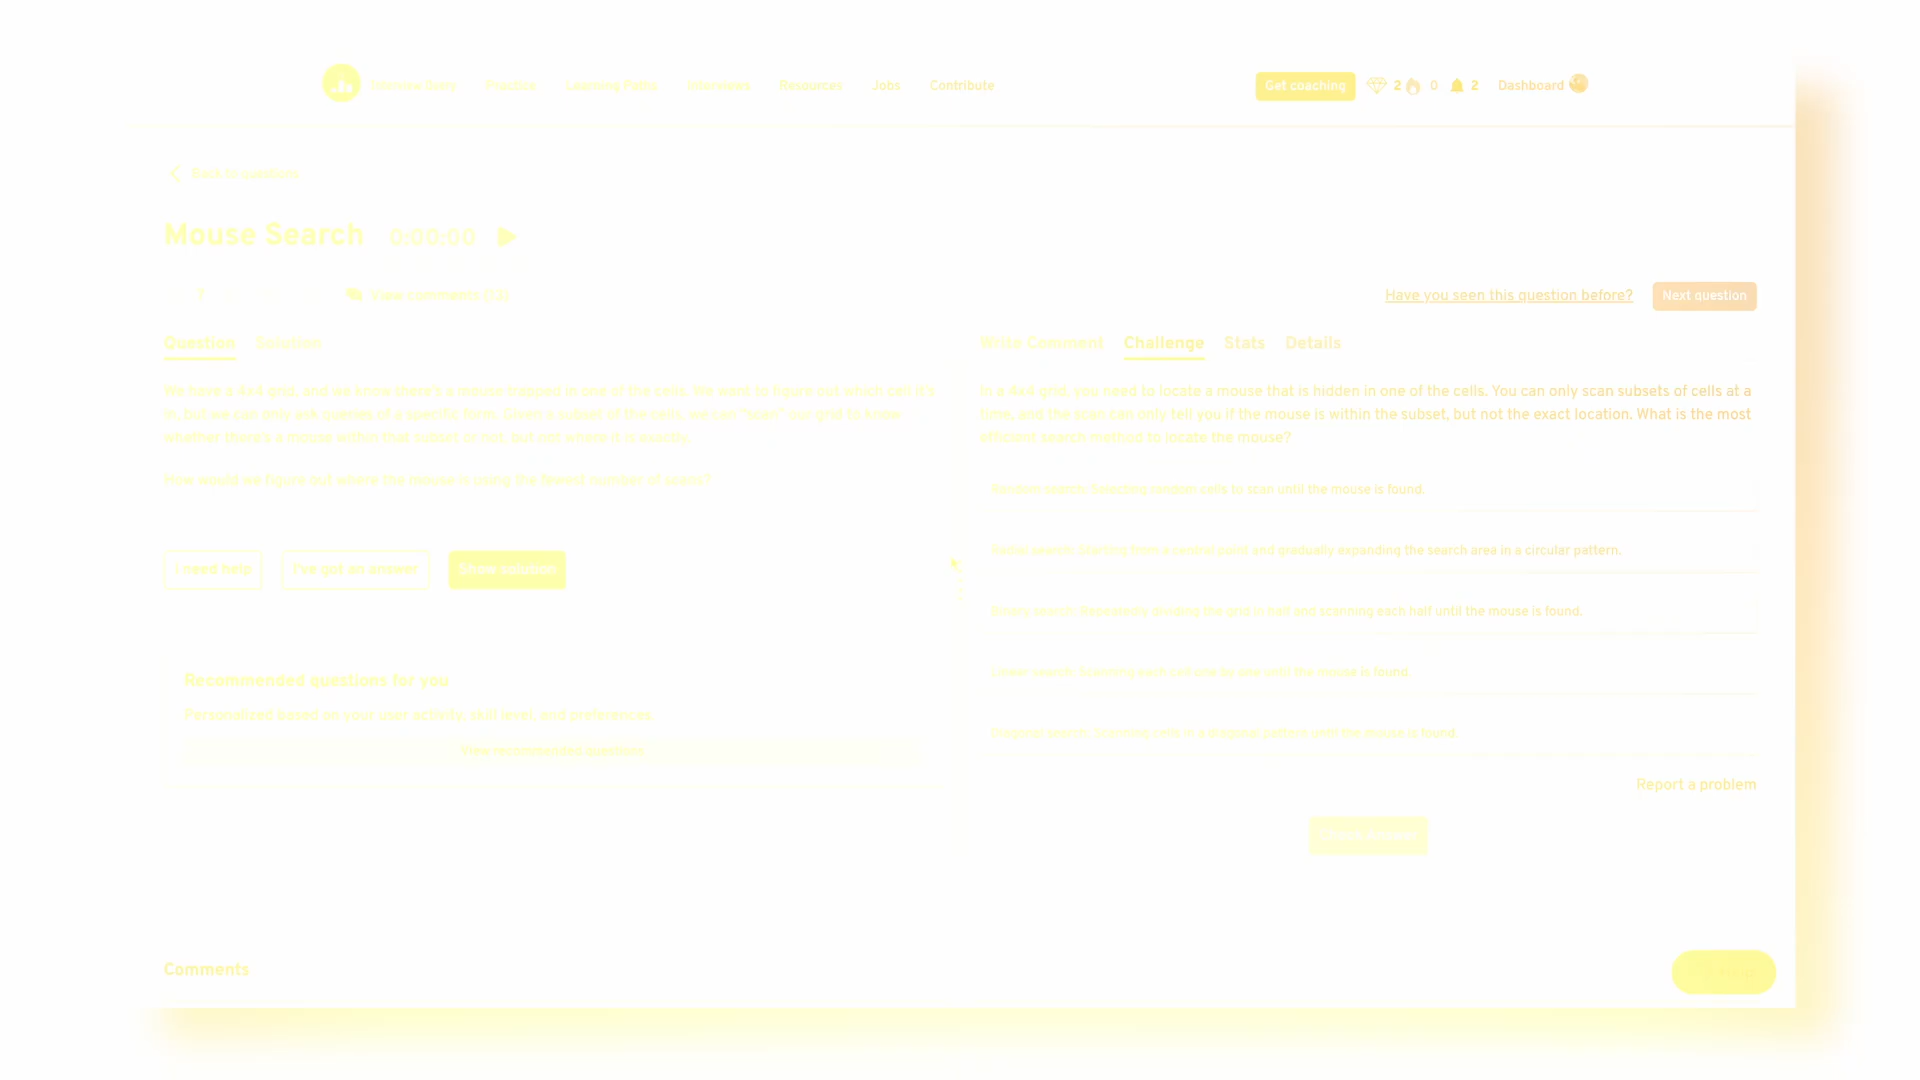 Interview Query Practice Learning Paths Interviews Resources Jobs Contribute Get coaching 2 0 2 Dashboard
Back to questions
Mouse Search 0:00:00
View comments (13) Have you seen this question before? Next question
Question Solution
We have a 4x4 grid, and we know there's a mouse trapped in one of the cells. We want to figure out which cell it's
in, but we can only ask queries of a specific form. Given a subset of the cells, we can "scan" our grid to know
whether there's a mouse within that subset or not, but not where it is exactly.
How would we figure out where the mouse is using the fewest number of scans?
I need help I've got an answer Show solution
Recommended questions for you
Personalized based on your user activity, skill level, and preferences.
View recommended questions
Write Comment Challenge Stats Details
In a 4x4 grid, you need to locate a mouse that is hidden in one of the cells. You can only scan subsets of cells at a
time, and the scan can only tell you if the mouse is within the subset, but not the exact location. What is the most
efficient search method to locate the mouse?
Random search: Selecting random cells to scan until the mouse is found.
Radial search: Starting from a central point and gradually expanding the search area in a circular pattern.
Binary search: Repeatedly dividing the grid in half and scanning each half until the mouse is found.
Linear search: Scanning each cell one by one until the mouse is found.
Diagonal search: Scanning cells in a diagonal pattern until the mouse is found.
Report a problem
Comments